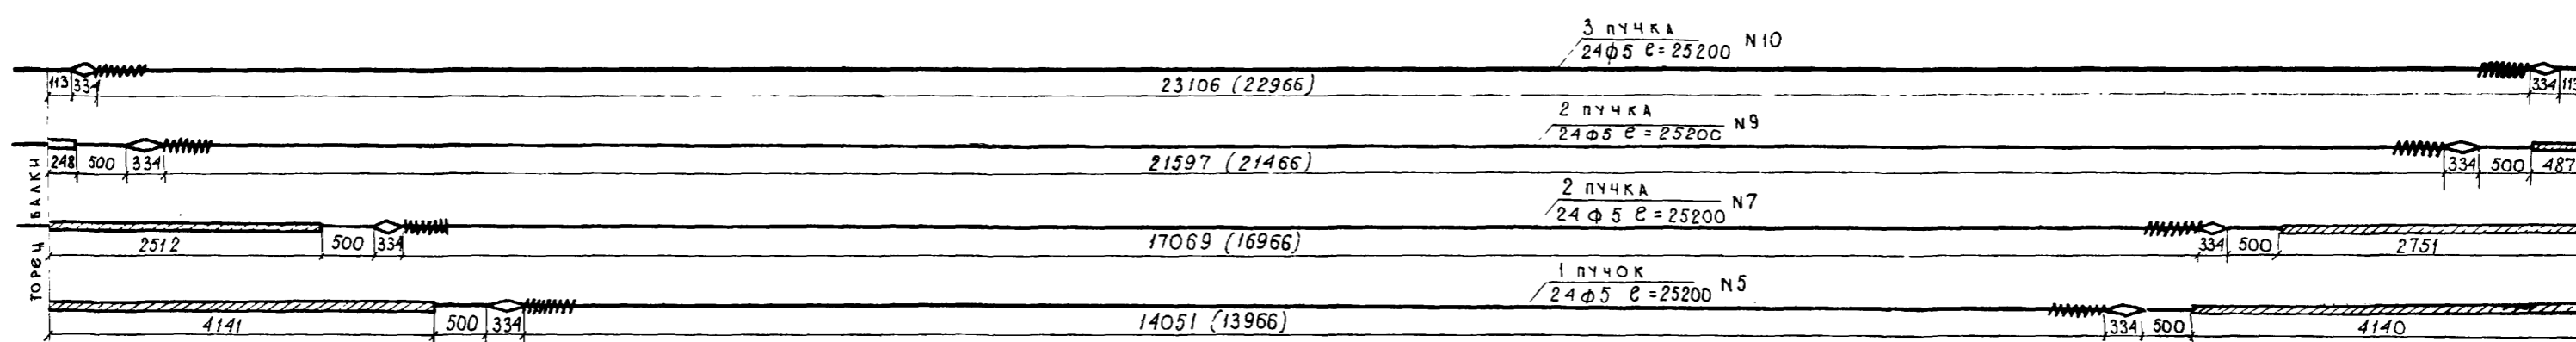 3 ПУЧКА
24ф5 ℓ=25200 N10
113 334 23106 (22966) 334 113
2 ПУЧКА
24ф5 ℓ=25200 N9
248 500 334 21597 (21466) 334 500 487
2 ПУЧКА
24ф5 ℓ=25200 N7
2512 500 334 17069 (16966) 334 500 2751
1 ПУЧОК
24ф5 ℓ=25200 N5
4141 500 334 14051 (13966) 334 500 4140
ТОРЕЦ БАЛКИ